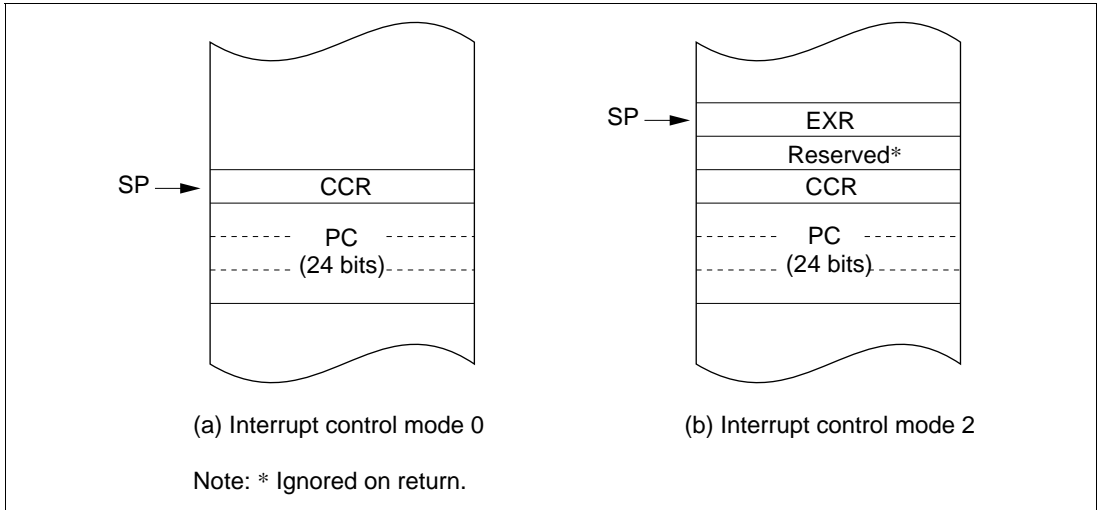 SP
CCR
PC
(24 bits)
(a) Interrupt control mode 0
SP
EXR
Reserved*
CCR
PC
(24 bits)
(b) Interrupt control mode 2
Note: * Ignored on return.